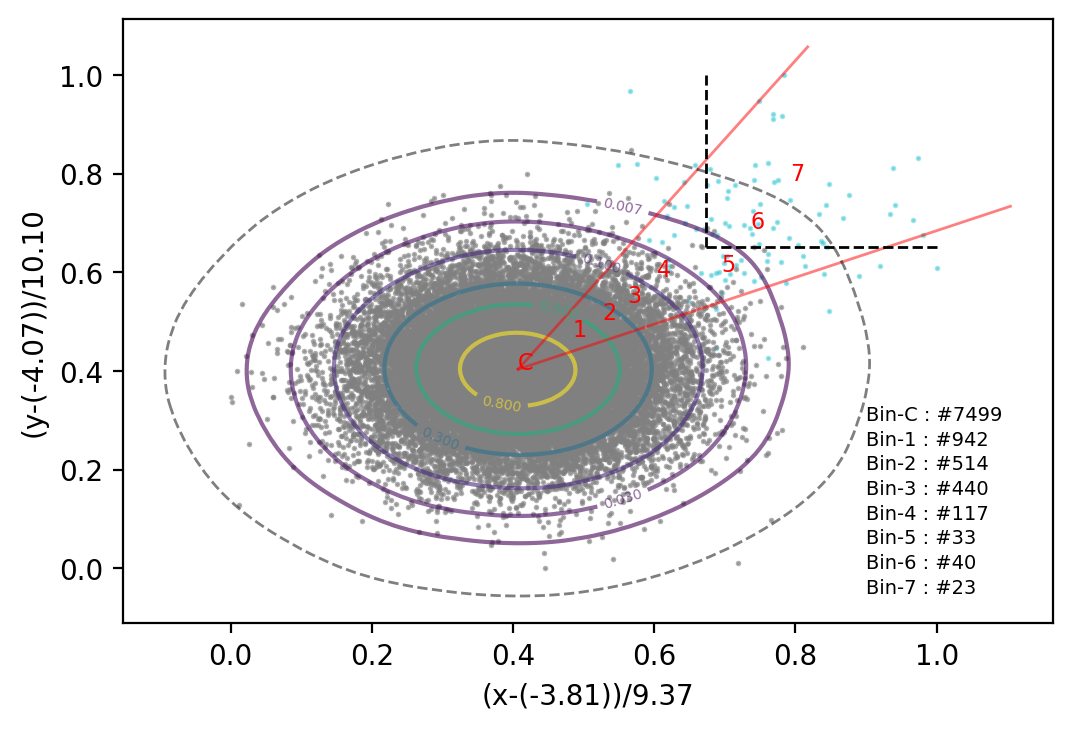 1.0
0.8
0.6
0.4
0.2
0.0
(y-(-4.07))/10.10
0.0
0.2
0.4
0.6
0.8
1.0
(x-(-3.81))/9.37
0.007
0.030
0.300
0.800
7
6
5
4
3
2
1
C
Bin-C : #7499
Bin-1 : #942
Bin-2 : #514
Bin-3 : #440
Bin-4 : #117
Bin-5 : #33
Bin-6 : #40
Bin-7 : #23